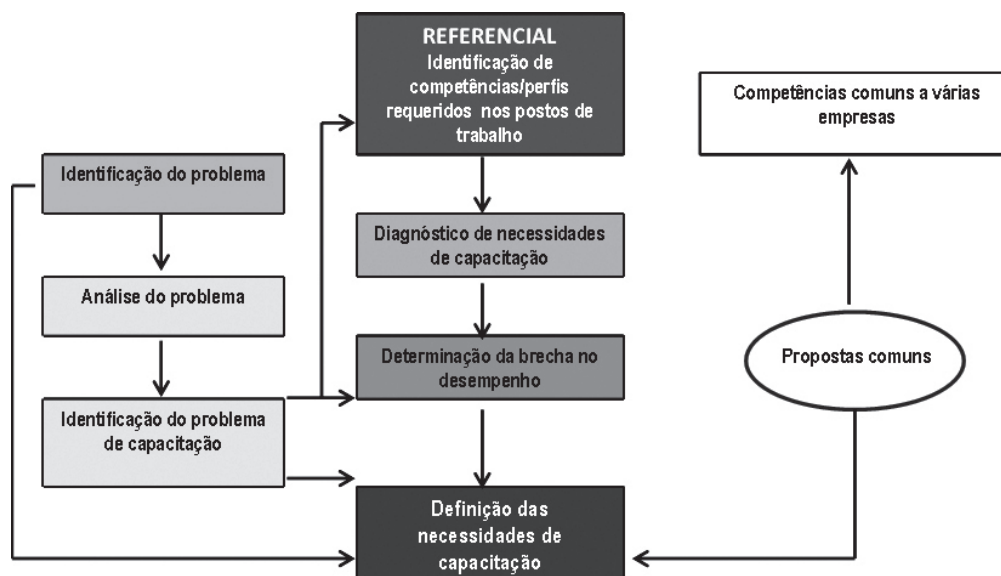 REFERENCIAL
Identificação de
competências/perfis
requeridos nos postos de
trabalho
Competências comuns a várias
empresas
Identificação do problema
Diagnóstico de necessidades
de capacitação
Análise do problema
Determinação da brecha no
desempenho
Propostas comuns
Identificação do problema
de capacitação
Definição das
necessidades de
capacitação